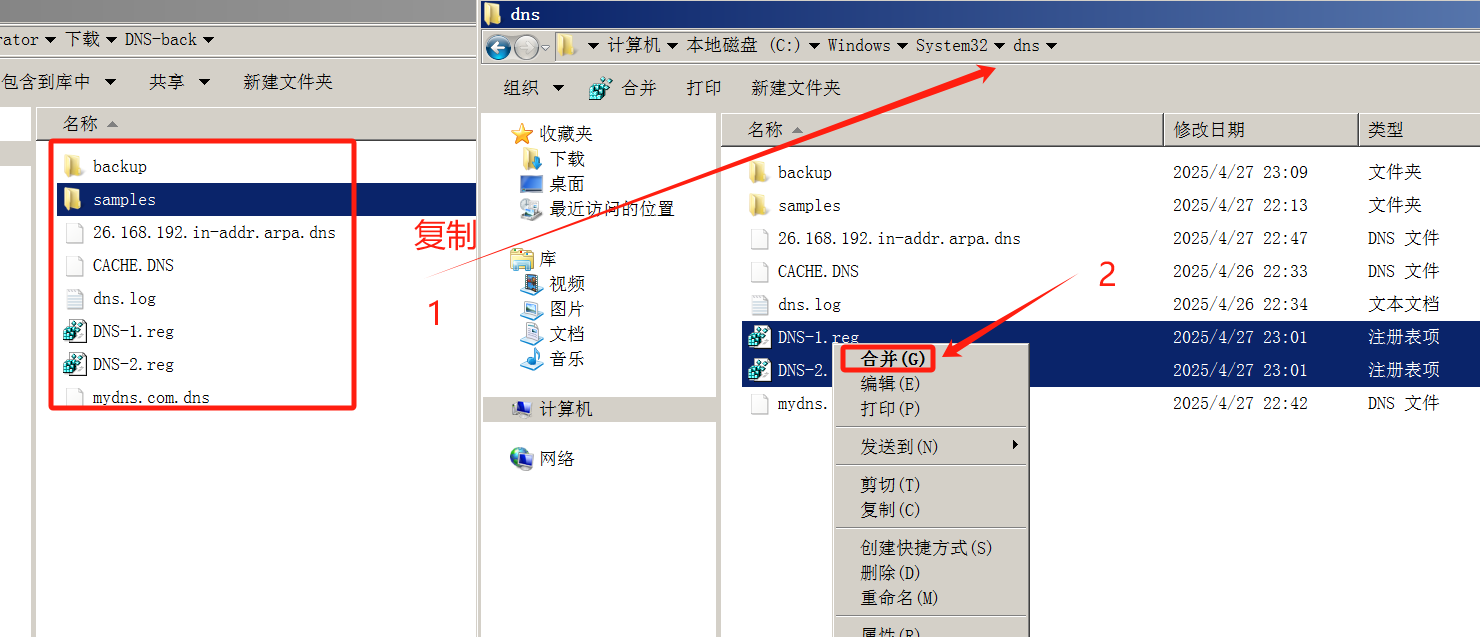 rator 下载 DNS-back
包含到库中 共享 新建文件夹
名称
backup
samples
26.168.192.in-addr.arpa.dns
CACHE.DNS
dns.log
DNS-1.reg
DNS-2.reg
mydns.com.dns
复制
1
dns
计算机 本地磁盘 (C:) Windows System32 dns
组织 合并 打印 新建文件夹
收藏夹
下载
桌面
最近访问的位置
库
视频
图片
文档
音乐
计算机
网络
名称 修改日期 类型
backup 2025/4/27 23:09 文件夹
samples 2025/4/27 22:13 文件夹
26.168.192.in-addr.arpa.dns 2025/4/27 22:47 DNS 文件
CACHE.DNS 2025/4/26 22:33 DNS 文件
dns.log 2025/4/26 22:34 文本文档
DNS-1.reg 2025/4/27 23:01 注册表项
DNS-2. 2025/4/27 23:01 注册表项
mydns. 2025/4/27 22:42 DNS 文件
2
合并(G)
编辑(E)
打印(P)
发送到(N)
剪切(T)
复制(C)
创建快捷方式(S)
删除(D)
重命名(M)
属性(R)